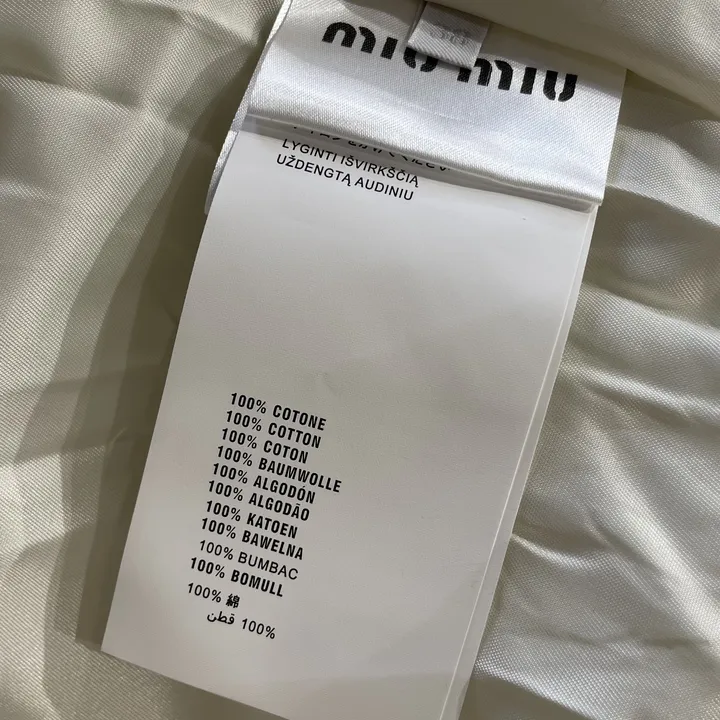 miu miu
LYGINTI IŠVIRKŠČIĄ
UŽDENGTĄ AUDINIU
100% COTONE
100% COTTON
100% COTON
100% BAUMWOLLE
100% ALGODÓN
100% ALGODÃO
100% KATOEN
100% BAWEŁNA
100% BUMBAC
100% BOMULL
100% 綿
100% قطن